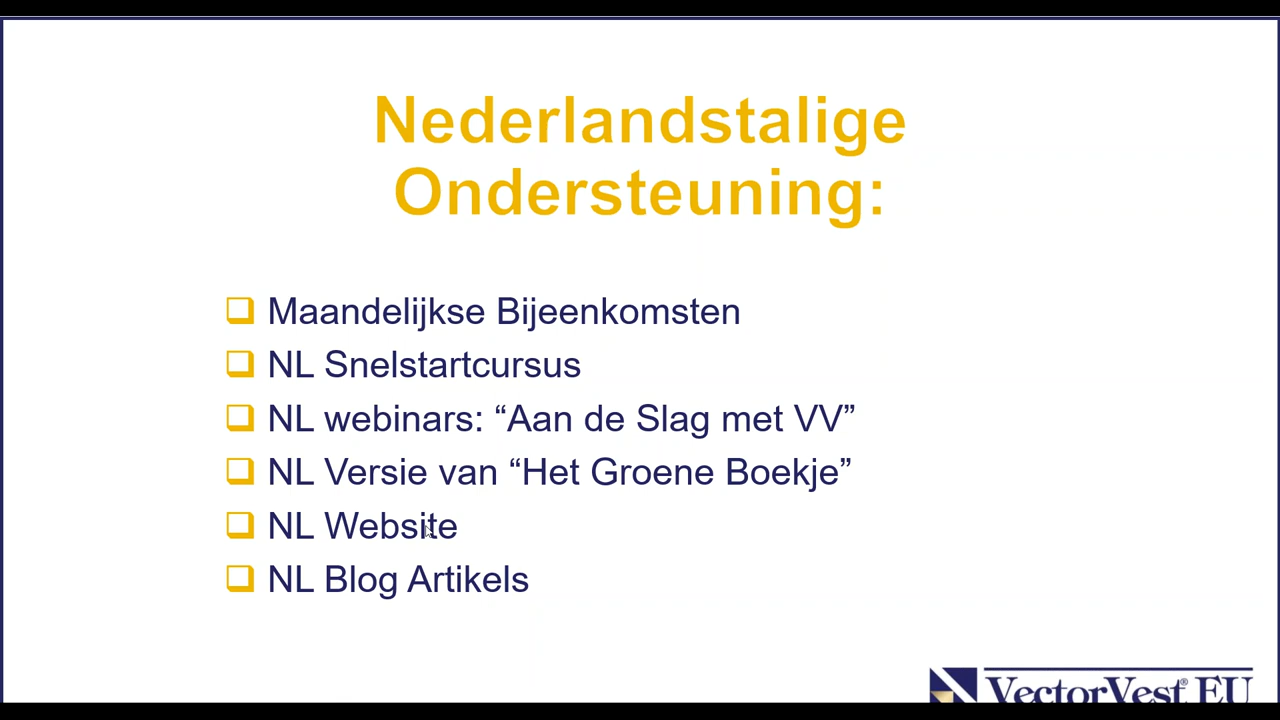 Nederlandstalige
Ondersteuning:
Maandelijkse Bijeenkomsten
NL Snelstartcursus
NL webinars: “Aan de Slag met VV”
NL Versie van “Het Groene Boekje”
NL Website
NL Blog Artikels
VectorVest® EU